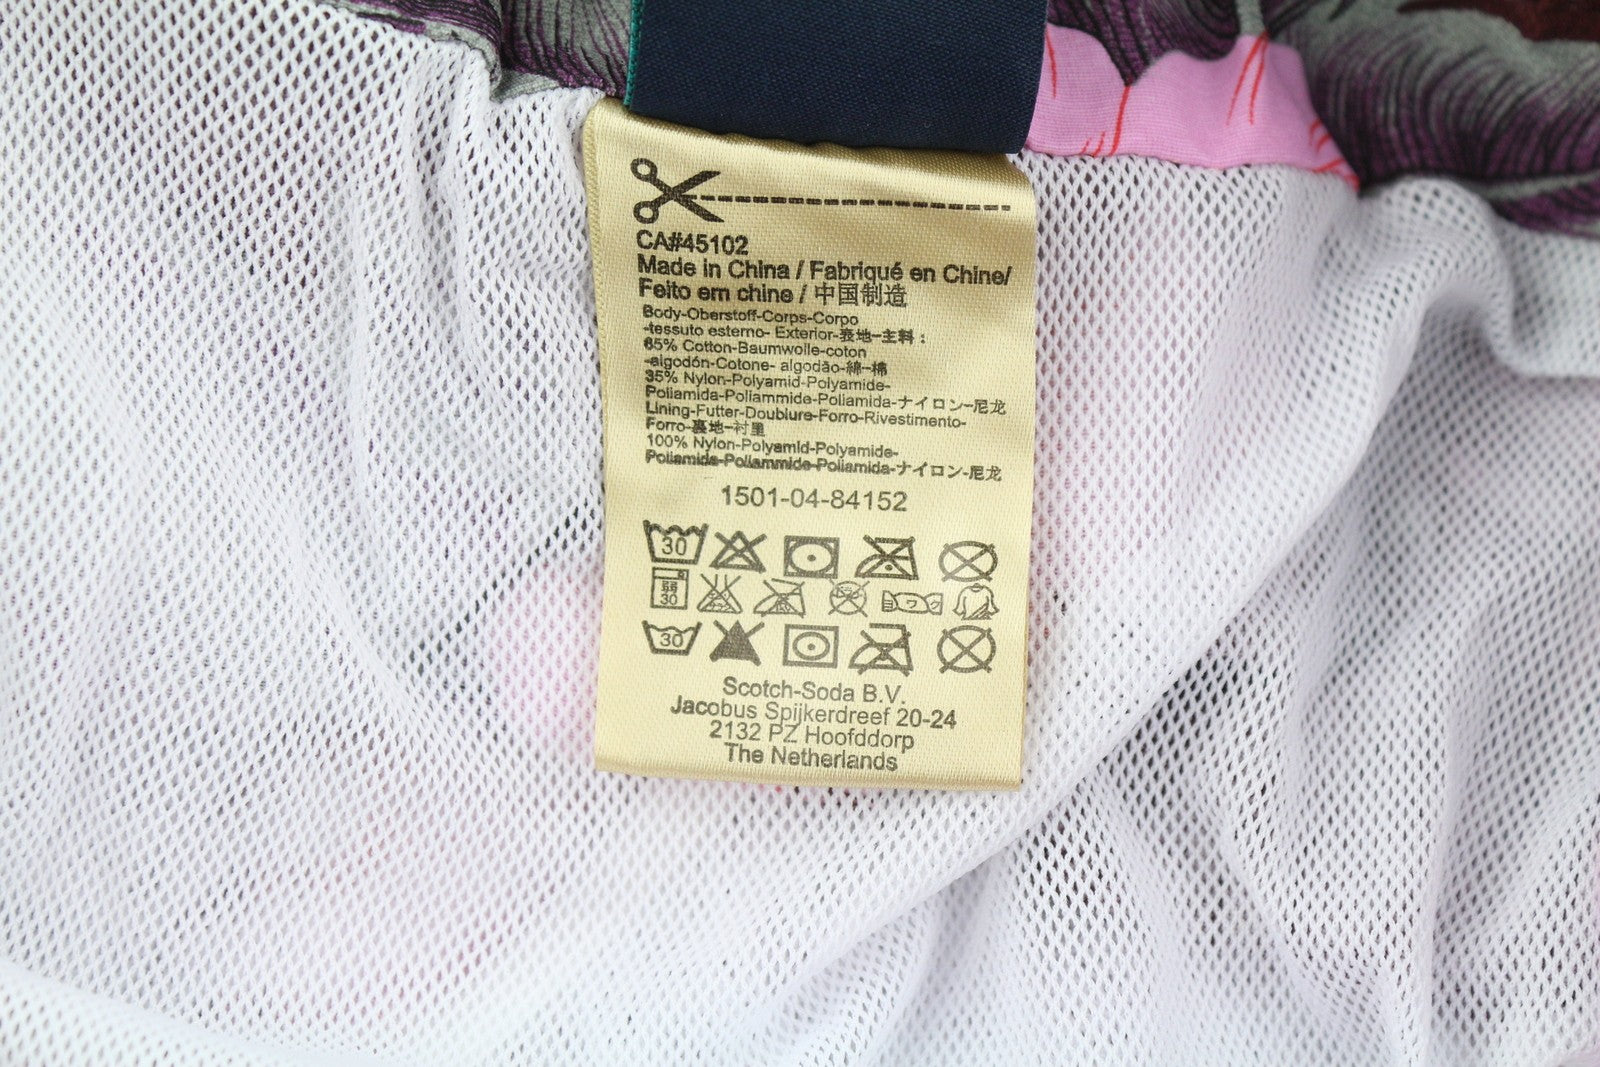 CA#45102
Made in China / Fabriqué en Chine/
Feito em chine / 中国制造
Body-Oberstoff-Corps-Corpo
-tessuto esterno- Exterior-表地-主料：
65% Cotton-Baumwolle-coton
-algodón-Cotone- algodão-綿-棉
35% Nylon-Polyamid-Polyamide-
Poliamida-Poliammide-Poliamida-ナイロン-尼龙
Lining-Futter-Doublure-Forro-Rivestimento-
Forro-裏地-衬里
100% Nylon-Polyamid-Polyamide-
Poliamida-Poliammide-Poliamida-ナイロン-尼龙
1501-04-84152
30
弱
30
ワク
30
Scotch-Soda B.V.
Jacobus Spijkerdreef 20-24
2132 PZ Hoofddorp
The Netherlands